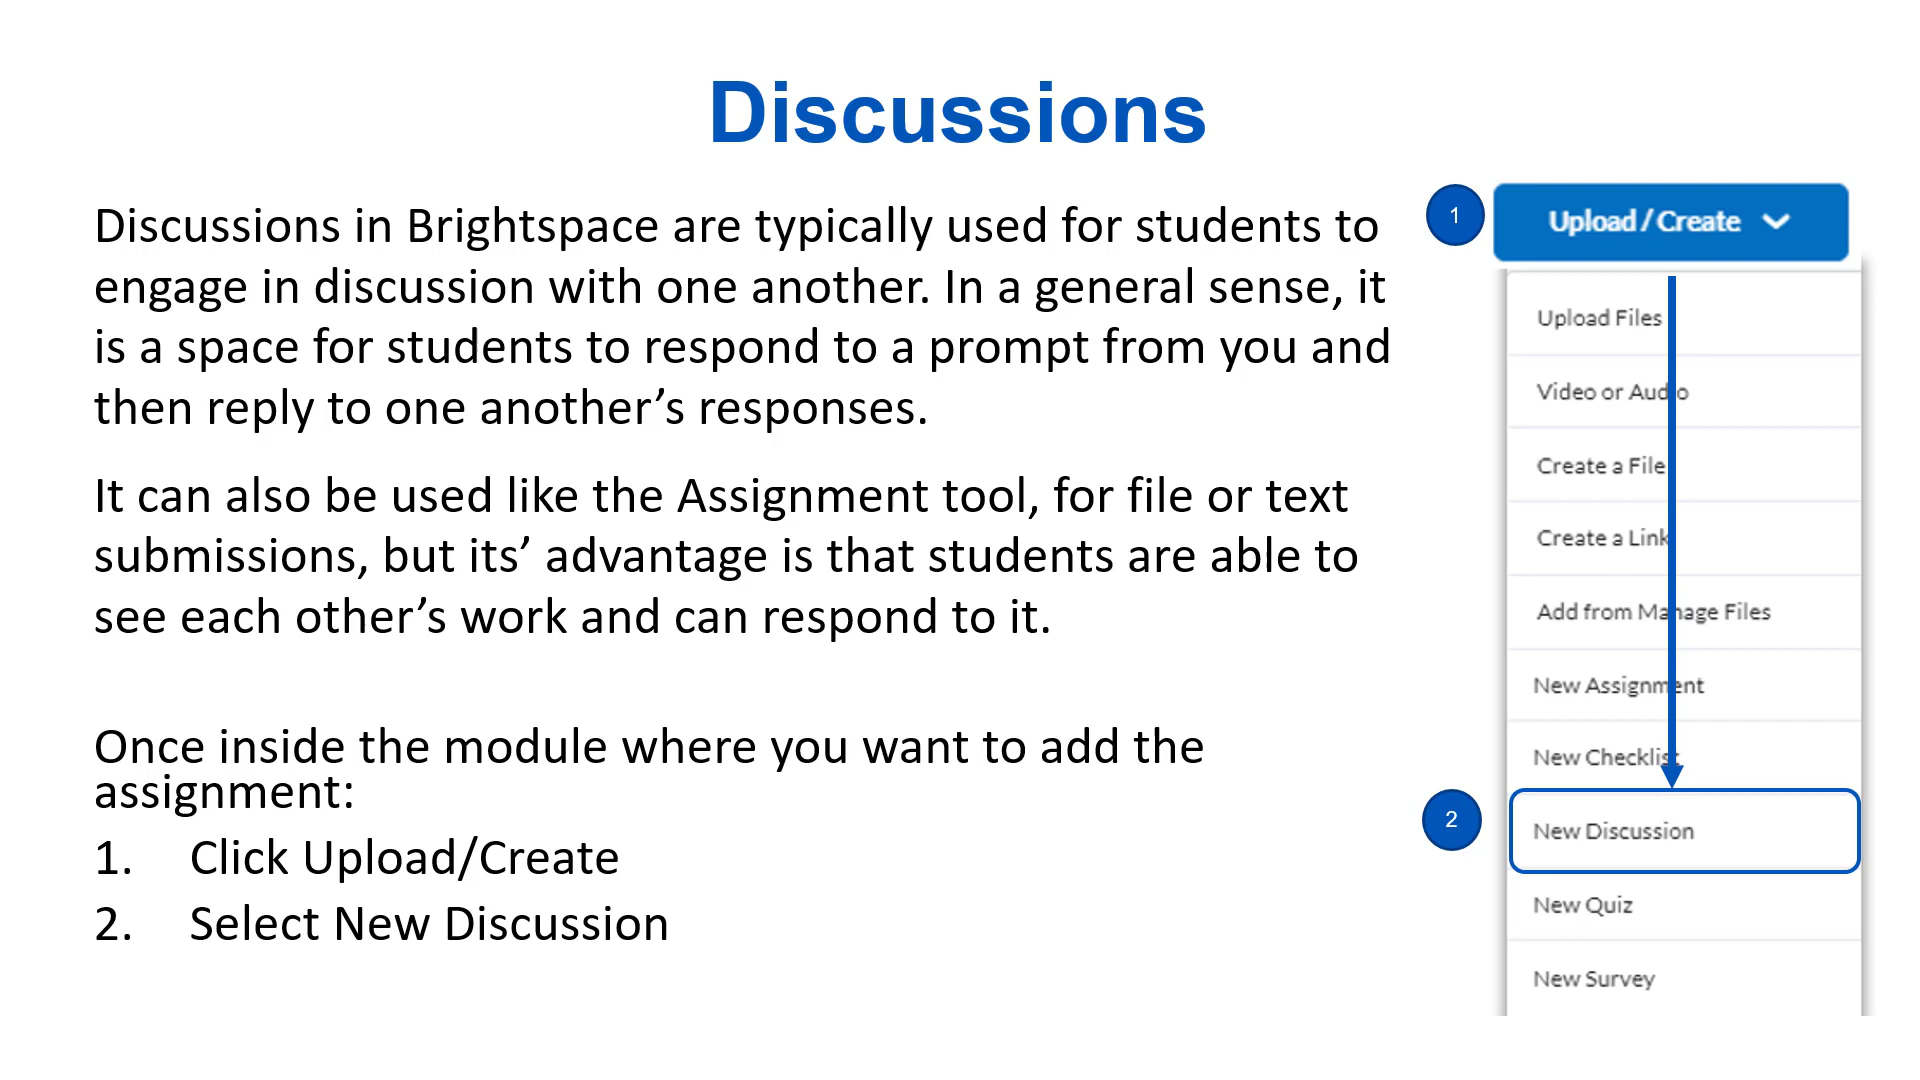 Discussions
Discussions in Brightspace are typically used for students to
engage in discussion with one another. In a general sense, it
is a space for students to respond to a prompt from you and
then reply to one another’s responses.
It can also be used like the Assignment tool, for file or text
submissions, but its’ advantage is that students are able to
see each other’s work and can respond to it.
Once inside the module where you want to add the
assignment:
1. Click Upload/Create
2. Select New Discussion
1
Upload / Create
Upload Files
Video or Audio
Create a File
Create a Link
Add from Manage Files
New Assignment
New Checklist
2
New Discussion
New Quiz
New Survey